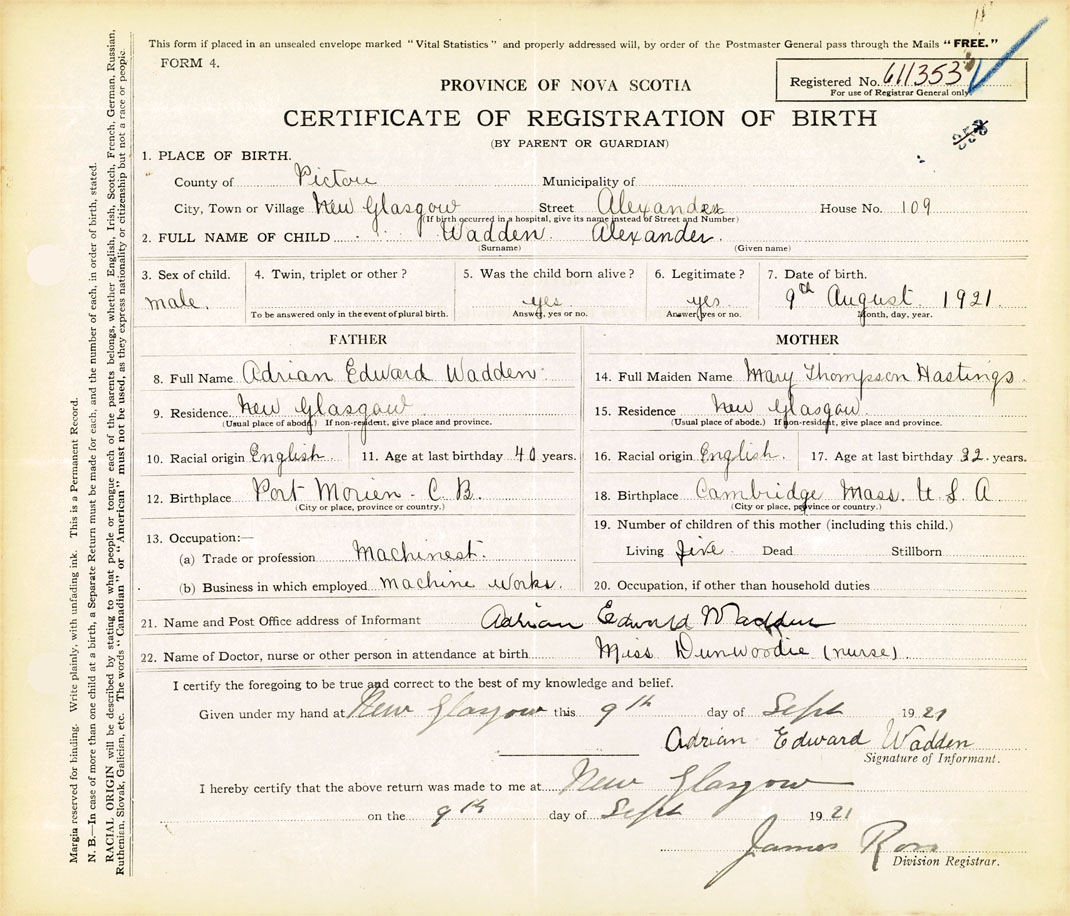 This form if placed in an unsealed envelope marked "Vital Statistics" and properly addressed will, by order of the Postmaster General pass through the Mails "FREE."
FORM 4.
Registered No. 611353
For use of Registrar General only
PROVINCE OF NOVA SCOTIA
CERTIFICATE OF REGISTRATION OF BIRTH
(BY PARENT OR GUARDIAN)
1. PLACE OF BIRTH.
County of Pictou Municipality of
City, Town or Village New Glasgow Street Alexander House No. 109
(If birth occurred in a hospital, give its name instead of Street and Number)
2. FULL NAME OF CHILD Wadden Alexander
(Surname) (Given name)
3. Sex of child. 4. Twin, triplet or other? 5. Was the child born alive? 6. Legitimate? 7. Date of birth.
male. yes yes. 9th August 1921
To be answered only in the event of plural birth. Answer, yes or no. Answer yes or no. Month, day, year.
FATHER MOTHER
8. Full Name Adrian Edward Wadden 14. Full Maiden Name Mary Thompson Hastings
9. Residence New Glasgow 15. Residence New Glasgow.
(Usual place of abode.) If non-resident, give place and province. (Usual place of abode.) If non-resident, give place and province.
10. Racial origin English 11. Age at last birthday 40 years. 16. Racial origin English. 17. Age at last birthday 32. years.
12. Birthplace Port Morien - C. B. 18. Birthplace Cambridge Mass. U.S.A
(City or place, province or country.) (City or place, province or country.)
13. Occupation:— 19. Number of children of this mother (including this child.)
(a) Trade or profession Machinest. Living five Dead Stillborn
(b) Business in which employed Machine Works. 20. Occupation, if other than household duties
21. Name and Post Office address of Informant Adrian Edward Wadden
22. Name of Doctor, nurse or other person in attendance at birth Miss Dunwoodie (nurse)
I certify the foregoing to be true and correct to the best of my knowledge and belief.
Given under my hand at New Glasgow this 9th day of Sept 1921
Adrian Edward Wadden
Signature of Informant.
I hereby certify that the above return was made to me at New Glasgow
on the 9th day of Sept 1921
James Ross
Division Registrar.
Margin reserved for binding. Write plainly, with unfading ink. This is a Permanent Record.
N. B.—In case of more than one child at a birth, a Separate Return must be made for each, and the number of each, in order of birth, stated.
RACIAL ORIGIN will be described by stating to what people or tongue each of the parents belongs, whether English, Irish, Scotch, French, German, Russian,
Ruthenian, Slovak, Galician, etc. The words "Canadian" or "American" must not be used, as they express nationality or citizenship but not a race or people.